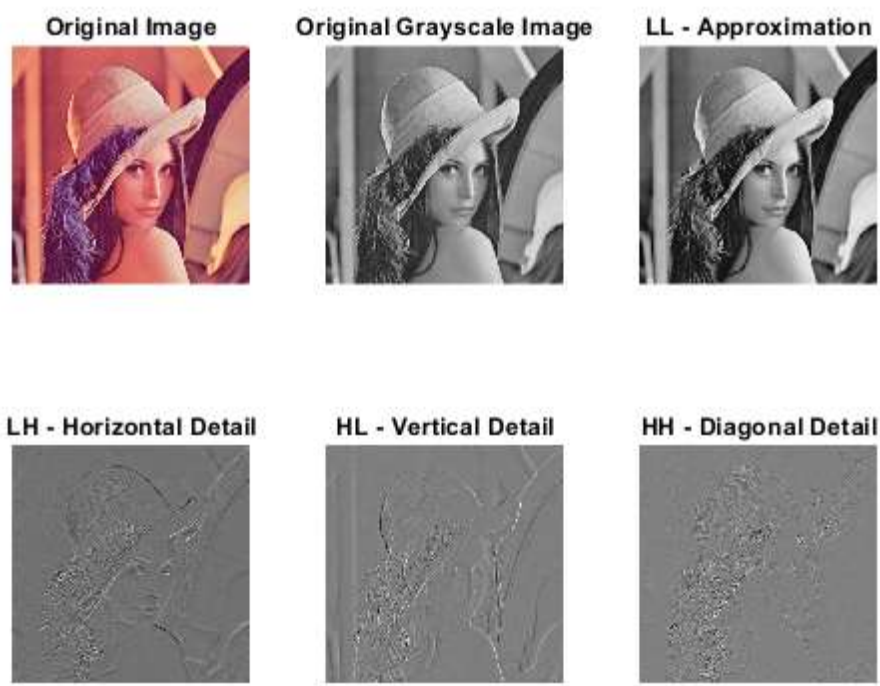 Original Image
Original Grayscale Image
LL - Approximation
LH - Horizontal Detail
HL - Vertical Detail
HH - Diagonal Detail